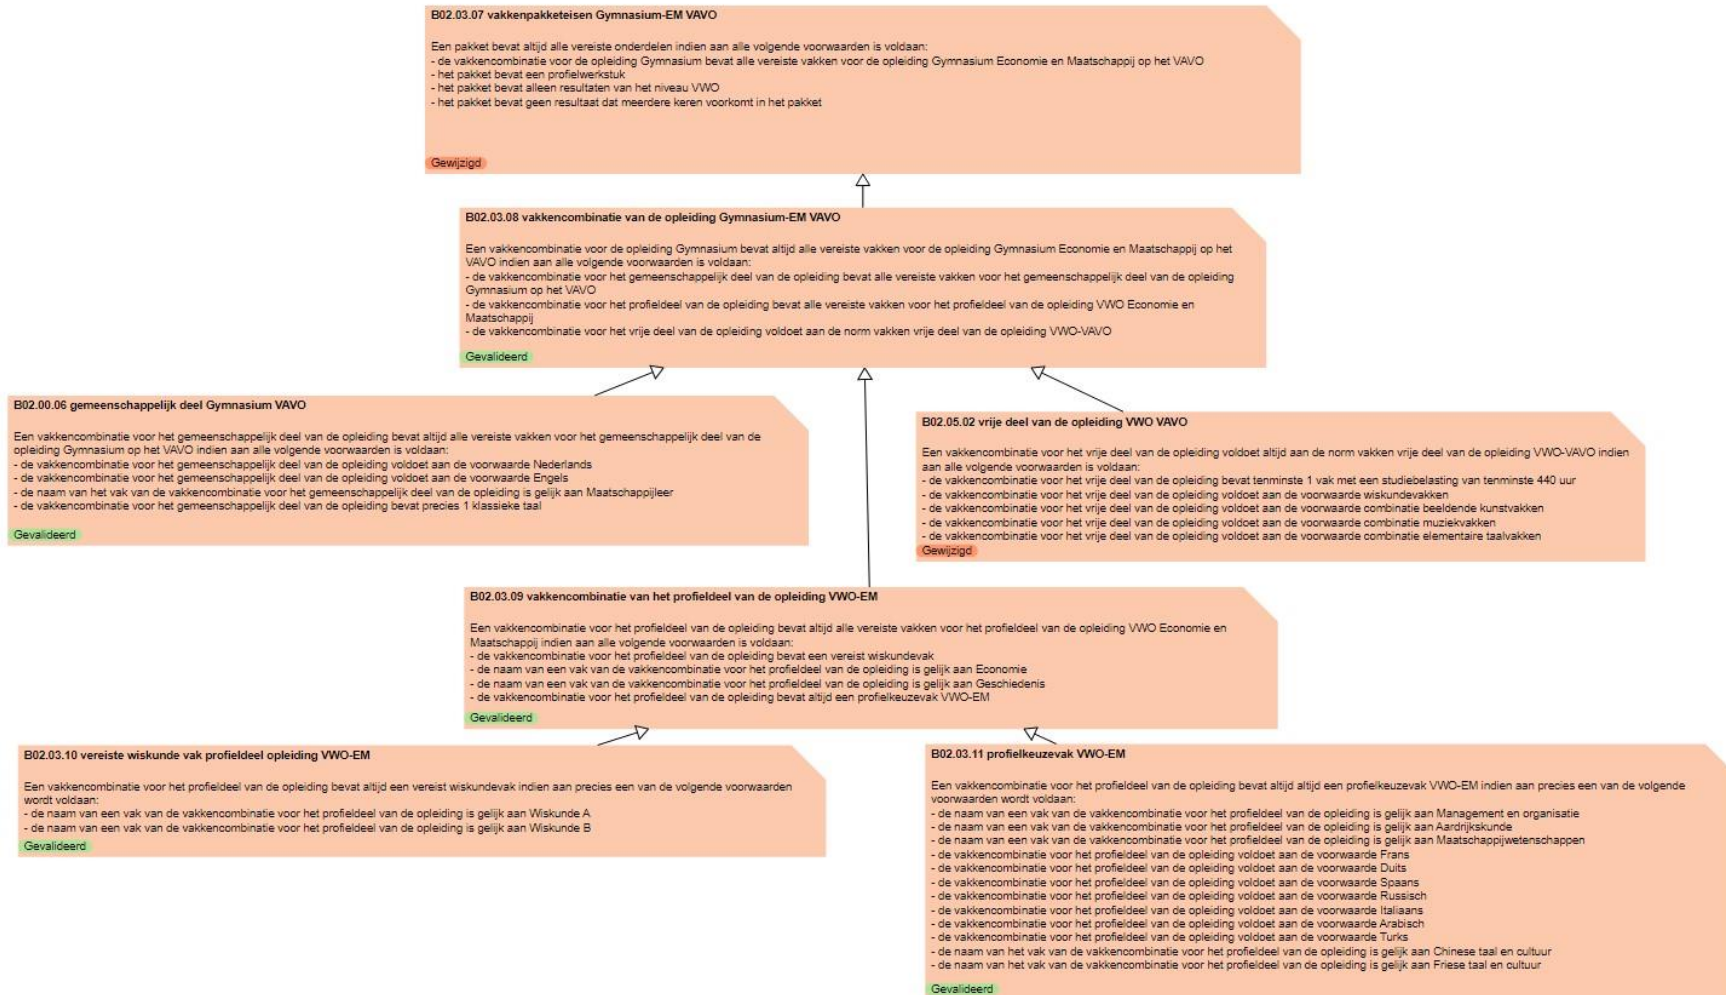 B02.03.07 vakkenpakketeisen Gymnasium-EM VAVO
Een pakket bevat altijd alle vereiste onderdelen indien aan alle volgende voorwaarden is voldaan:
- de vakkencombinatie voor de opleiding Gymnasium bevat alle vereiste vakken voor de opleiding Gymnasium Economie en Maatschappij op het VAVO
- het pakket bevat een profielwerkstuk
- het pakket bevat alleen resultaten van het niveau VWO
- het pakket bevat geen resultaat dat meerdere keren voorkomt in het pakket
Gewijzigd
B02.03.08 vakkencombinatie van de opleiding Gymnasium-EM VAVO
Een vakkencombinatie voor de opleiding Gymnasium bevat altijd alle vereiste vakken voor de opleiding Gymnasium Economie en Maatschappij op het
VAVO indien aan alle volgende voorwaarden is voldaan:
- de vakkencombinatie voor het gemeenschappelijk deel van de opleiding bevat alle vereiste vakken voor het gemeenschappelijk deel van de opleiding
Gymnasium op het VAVO
- de vakkencombinatie voor het profieldeel van de opleiding bevat alle vereiste vakken voor het profieldeel van de opleiding VWO Economie en
Maatschappij
- de vakkencombinatie voor het vrije deel van de opleiding voldoet aan de norm vakken vrije deel van de opleiding VWO-VAVO
Gevalideerd
B02.00.06 gemeenschappelijk deel Gymnasium VAVO
Een vakkencombinatie voor het gemeenschappelijk deel van de opleiding bevat altijd alle vereiste vakken voor het gemeenschappelijk deel van de
opleiding Gymnasium op het VAVO indien aan alle volgende voorwaarden is voldaan:
- de vakkencombinatie voor het gemeenschappelijk deel van de opleiding voldoet aan de voorwaarde Nederlands
- de vakkencombinatie voor het gemeenschappelijk deel van de opleiding voldoet aan de voorwaarde Engels
- de naam van het vak van de vakkencombinatie voor het gemeenschappelijk deel van de opleiding is gelijk aan Maatschappijleer
- de vakkencombinatie voor het gemeenschappelijk deel van de opleiding bevat precies 1 klassieke taal
Gevalideerd
B02.05.02 vrije deel van de opleiding VWO VAVO
Een vakkencombinatie voor het vrije deel van de opleiding voldoet altijd aan de norm vakken vrije deel van de opleiding VWO-VAVO indien
aan alle volgende voorwaarden is voldaan:
- de vakkencombinatie voor het vrije deel van de opleiding bevat tenminste 1 vak met een studiebelasting van tenminste 440 uur
- de vakkencombinatie voor het vrije deel van de opleiding voldoet aan de voorwaarde wiskundevakken
- de vakkencombinatie voor het vrije deel van de opleiding voldoet aan de voorwaarde combinatie beeldende kunstvakken
- de vakkencombinatie voor het vrije deel van de opleiding voldoet aan de voorwaarde combinatie muziekvakken
- de vakkencombinatie voor het vrije deel van de opleiding voldoet aan de voorwaarde combinatie elementaire taalvakken
Gewijzigd
B02.03.09 vakkencombinatie van het profieldeel van de opleiding VWO-EM
Een vakkencombinatie voor het profieldeel van de opleiding bevat altijd alle vereiste vakken voor het profieldeel van de opleiding VWO Economie en
Maatschappij indien aan alle volgende voorwaarden is voldaan:
- de vakkencombinatie voor het profieldeel van de opleiding bevat een vereist wiskundevak
- de naam van een vak van de vakkencombinatie voor het profieldeel van de opleiding is gelijk aan Economie
- de naam van een vak van de vakkencombinatie voor het profieldeel van de opleiding is gelijk aan Geschiedenis
- de vakkencombinatie voor het profieldeel van de opleiding bevat altijd een profielkeuzevak VWO-EM
Gevalideerd
B02.03.10 vereiste wiskunde vak profieldeel opleiding VWO-EM
Een vakkencombinatie voor het profieldeel van de opleiding bevat altijd een vereist wiskundevak indien aan precies een van de volgende voorwaarden
wordt voldaan:
- de naam van een vak van de vakkencombinatie voor het profieldeel van de opleiding is gelijk aan Wiskunde A
- de naam van een vak van de vakkencombinatie voor het profieldeel van de opleiding is gelijk aan Wiskunde B
Gevalideerd
B02.03.11 profielkeuzevak VWO-EM
Een vakkencombinatie voor het profieldeel van de opleiding bevat altijd altijd een profielkeuzevak VWO-EM indien aan precies een van de volgende
voorwaarden wordt voldaan:
- de naam van een vak van de vakkencombinatie voor het profieldeel van de opleiding is gelijk aan Management en organisatie
- de naam van een vak van de vakkencombinatie voor het profieldeel van de opleiding is gelijk aan Aardrijkskunde
- de naam van een vak van de vakkencombinatie voor het profieldeel van de opleiding is gelijk aan Maatschappijwetenschappen
- de vakkencombinatie voor het profieldeel van de opleiding voldoet aan de voorwaarde Frans
- de vakkencombinatie voor het profieldeel van de opleiding voldoet aan de voorwaarde Duits
- de vakkencombinatie voor het profieldeel van de opleiding voldoet aan de voorwaarde Spaans
- de vakkencombinatie voor het profieldeel van de opleiding voldoet aan de voorwaarde Russisch
- de vakkencombinatie voor het profieldeel van de opleiding voldoet aan de voorwaarde Italiaans
- de vakkencombinatie voor het profieldeel van de opleiding voldoet aan de voorwaarde Arabisch
- de vakkencombinatie voor het profieldeel van de opleiding voldoet aan de voorwaarde Turks
- de naam van het vak van de vakkencombinatie voor het profieldeel van de opleiding is gelijk aan Chinese taal en cultuur
- de naam van het vak van de vakkencombinatie voor het profieldeel van de opleiding is gelijk aan Friese taal en cultuur
Gevalideerd